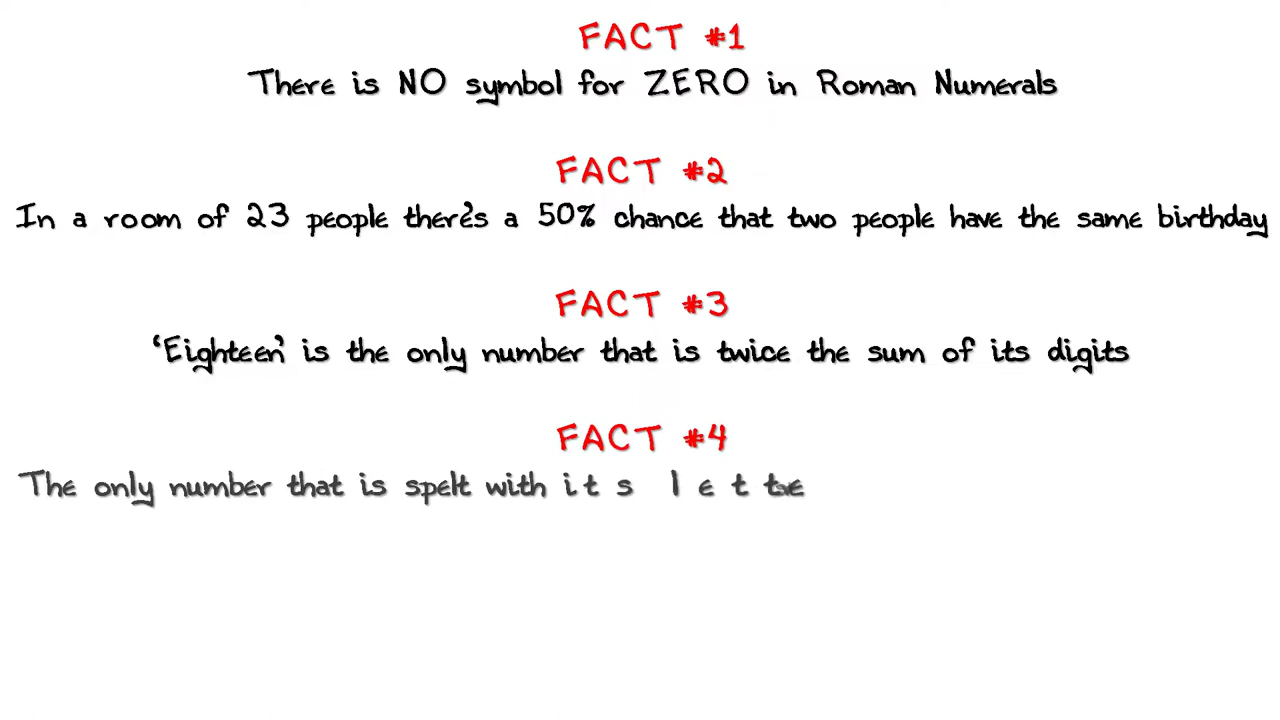 FACT #1
There is NO symbol for ZERO in Roman Numerals
FACT #2
In a room of 23 people there's a 50% chance that two people have the same birthday
FACT #3
‘Eighteen’ is the only number that is twice the sum of its digits
FACT #4
The only number that is spelt with its